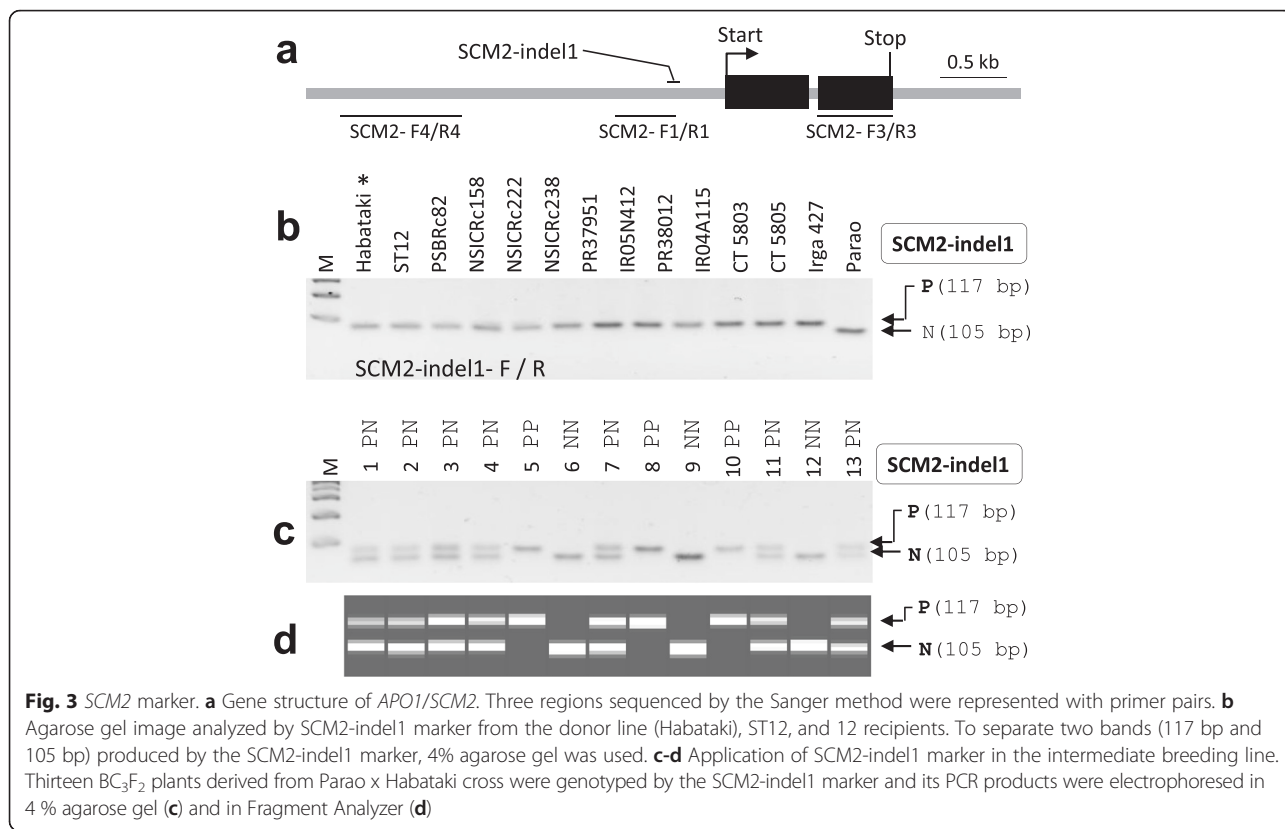 a
SCM2-indel1
Start
Stop
0.5 kb
SCM2- F4/R4
SCM2- F1/R1
SCM2- F3/R3
b
M
Habataki *
ST12
PSBRc82
NSICRc158
NSICRc222
NSICRc238
PR37951
IR05N412
PR38012
IR04A115
CT 5803
CT 5805
Irga 427
Parao
SCM2-indel1
P (117 bp)
N (105 bp)
SCM2-indel1- F / R
c
M
1 PN
2 PN
3 PN
4 PN
5 PP
6 NN
7 PN
8 PP
9 NN
10 PP
11 PN
12 NN
13 PN
SCM2-indel1
P (117 bp)
N (105 bp)
d
P (117 bp)
N (105 bp)
Fig. 3 SCM2 marker. a Gene structure of APO1/SCM2. Three regions sequenced by the Sanger method were represented with primer pairs. b
Agarose gel image analyzed by SCM2-indel1 marker from the donor line (Habataki), ST12, and 12 recipients. To separate two bands (117 bp and
105 bp) produced by the SCM2-indel1 marker, 4% agarose gel was used. c-d Application of SCM2-indel1 marker in the intermediate breeding line.
Thirteen BC3F2 plants derived from Parao x Habataki cross were genotyped by the SCM2-indel1 marker and its PCR products were electrophoresed in
4 % agarose gel (c) and in Fragment Analyzer (d)